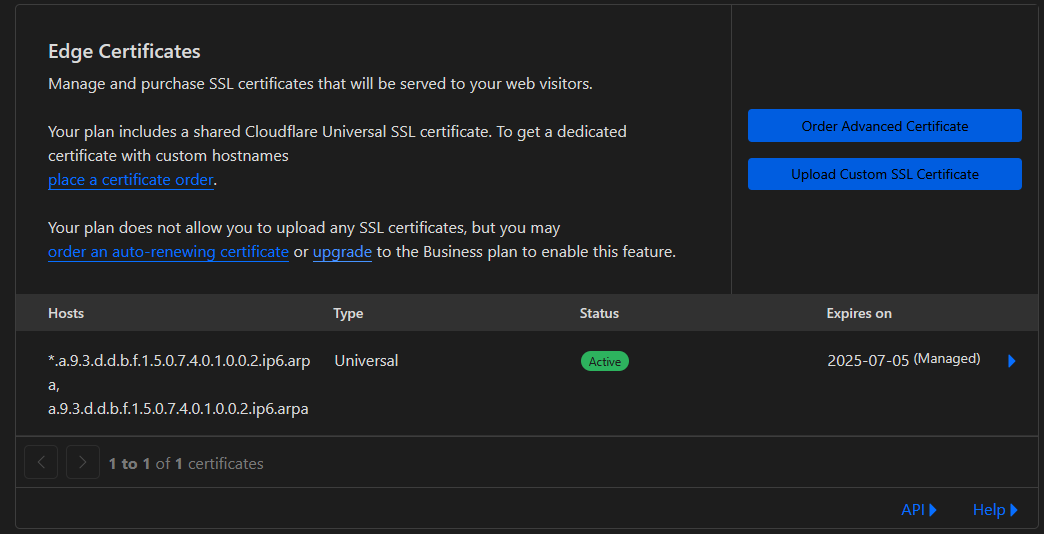 Edge Certificates
Manage and purchase SSL certificates that will be served to your web visitors.
Your plan includes a shared Cloudflare Universal SSL certificate. To get a dedicated
certificate with custom hostnames
place a certificate order.
Your plan does not allow you to upload any SSL certificates, but you may
order an auto-renewing certificate or upgrade to the Business plan to enable this feature.
Order Advanced Certificate
Upload Custom SSL Certificate
Hosts Type Status Expires on
*.a.9.3.d.d.b.f.1.5.0.7.4.0.1.0.0.2.ip6.arp Universal Active 2025-07-05 (Managed)
a,
a.9.3.d.d.b.f.1.5.0.7.4.0.1.0.0.2.ip6.arpa
1 to 1 of 1 certificates
API Help